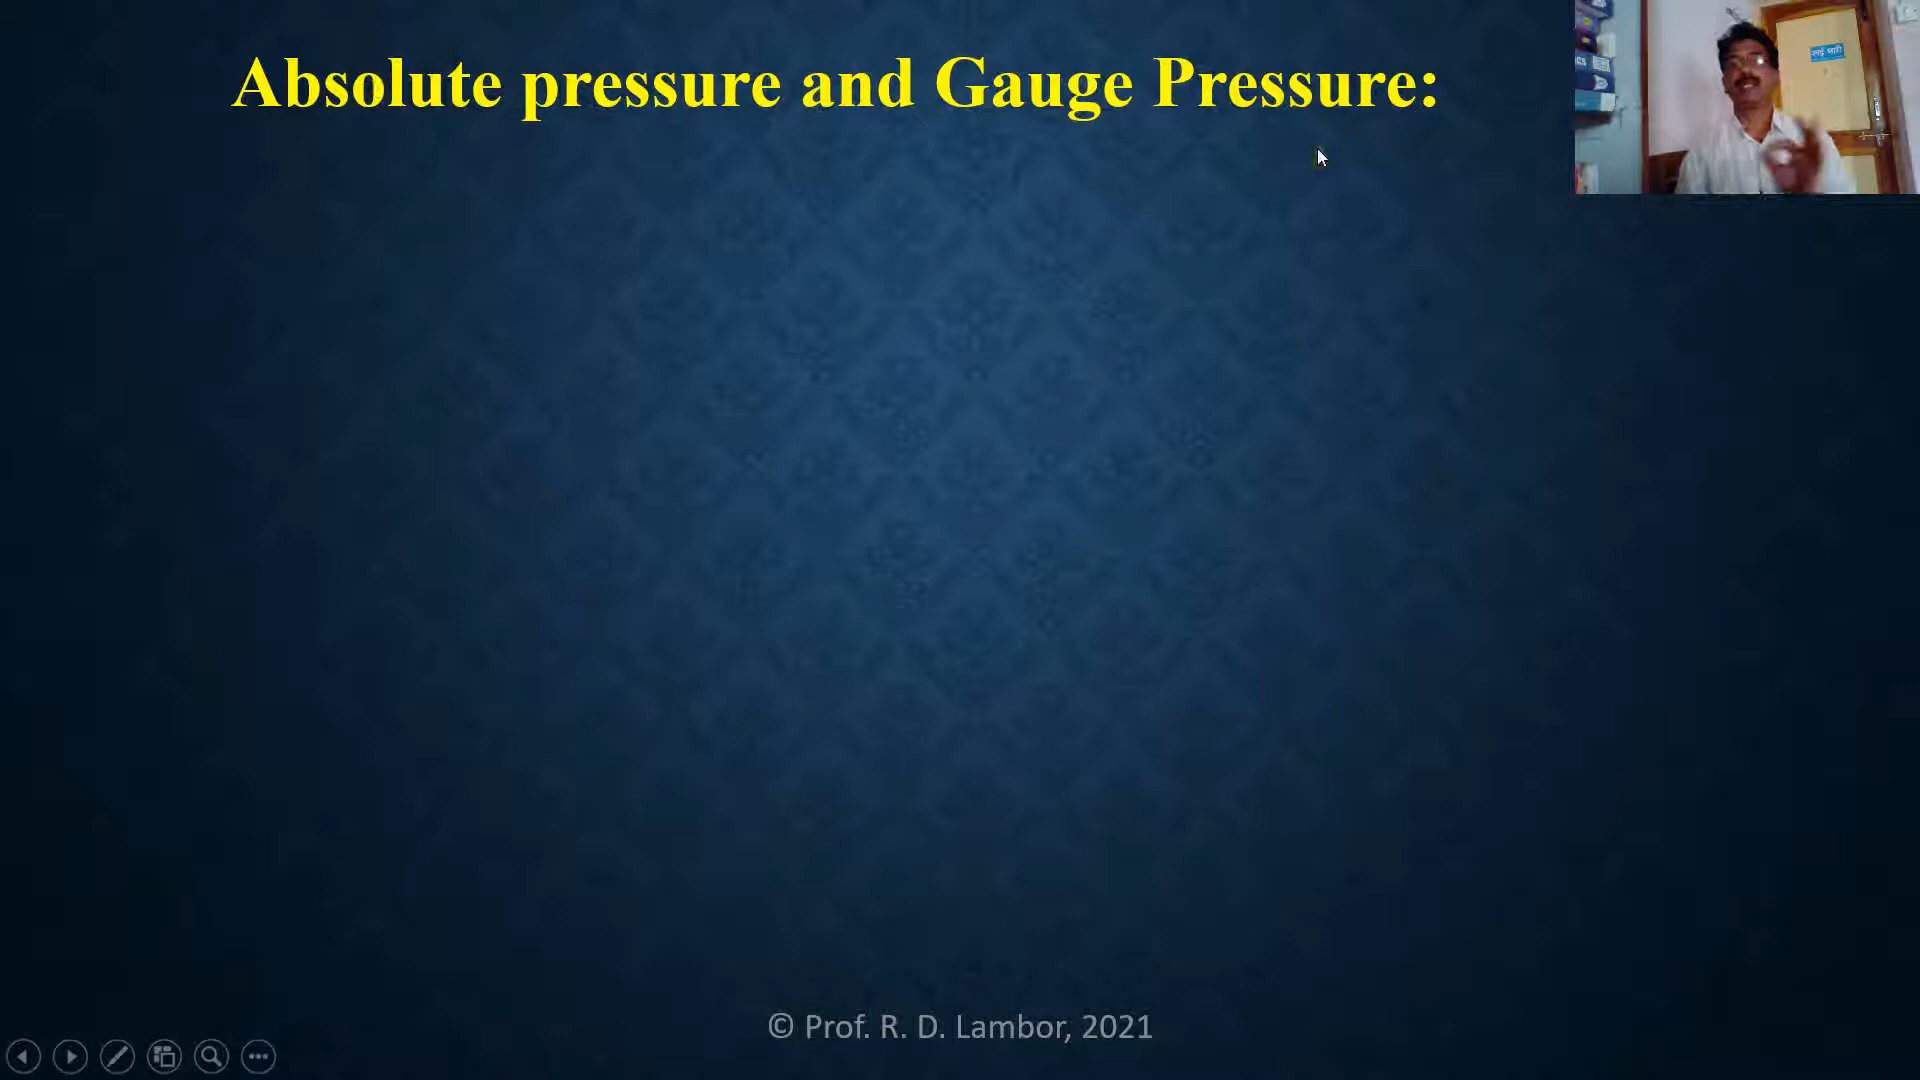 Absolute pressure and Gauge Pressure:
© Prof. R. D. Lambor, 2021